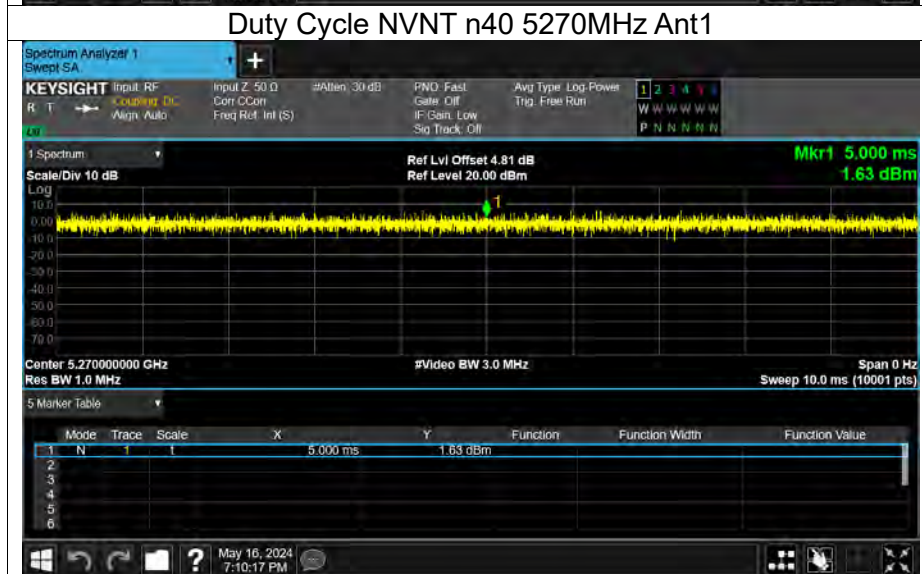 Duty Cycle NVNT n40 5270MHz Ant1
Spectrum Analyzer 1
Swept SA
+
KEYSIGHT Input: RF Input Z: 50 Ω #Atten: 30 dB PNO: Fast Avg Type: Log-Power 1 2 3 4 5 6
R T Coupling: DC Corr CCorr Gate: Off Trig: Free Run W W W W W W
Align: Auto Freq Ref: Int (S) IF Gain: Low
Sig Track: Off P N N N N N
1 Spectrum
Ref Lvl Offset 4.81 dB Mkr1 5.000 ms
Scale/Div 10 dB Ref Level 20.00 dBm 1.63 dBm
Log
10.0
1
0.00
-10.0
-20.0
-30.0
-40.0
-50.0
-60.0
-70.0
Center 5.270000000 GHz #Video BW 3.0 MHz Span 0 Hz
Res BW 1.0 MHz Sweep 10.0 ms (10001 pts)
5 Marker Table
Mode Trace Scale X Y Function Function Width Function Value
1 N 1 t 5.000 ms 1.63 dBm
2
3
4
5
6
? May 16, 2024
7:10:17 PM